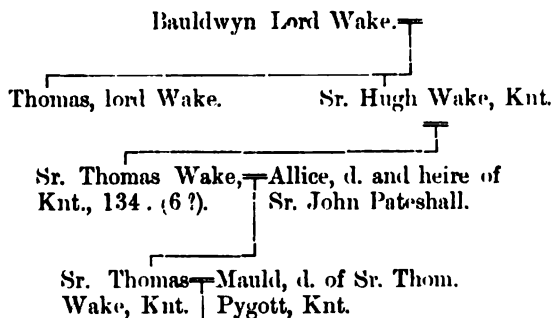 Bauldwyn Lord Wake.
Thomas, lord Wake. Sr. Hugh Wake, Knt.
Sr. Thomas Wake, Allice, d. and heire of
Knt., 134 . (6 ?). Sr. John Pateshall.
Sr. Thomas Mauld, d. of Sr. Thom.
Wake, Knt. Pygott, Knt.